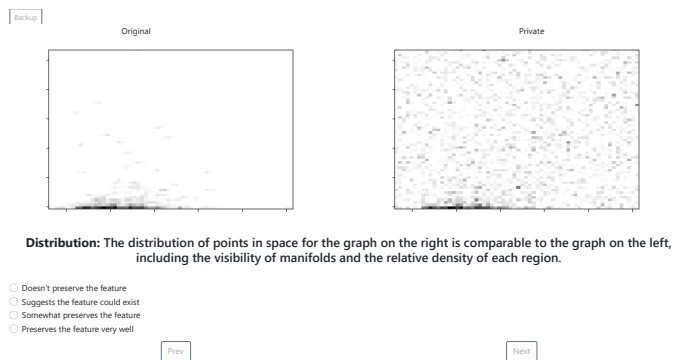 Backup
Original
Private
Distribution: The distribution of points in space for the graph on the right is comparable to the graph on the left,
including the visibility of manifolds and the relative density of each region.
Doesn't preserve the feature
Suggests the feature could exist
Somewhat preserves the feature
Preserves the feature very well
Prev
Next